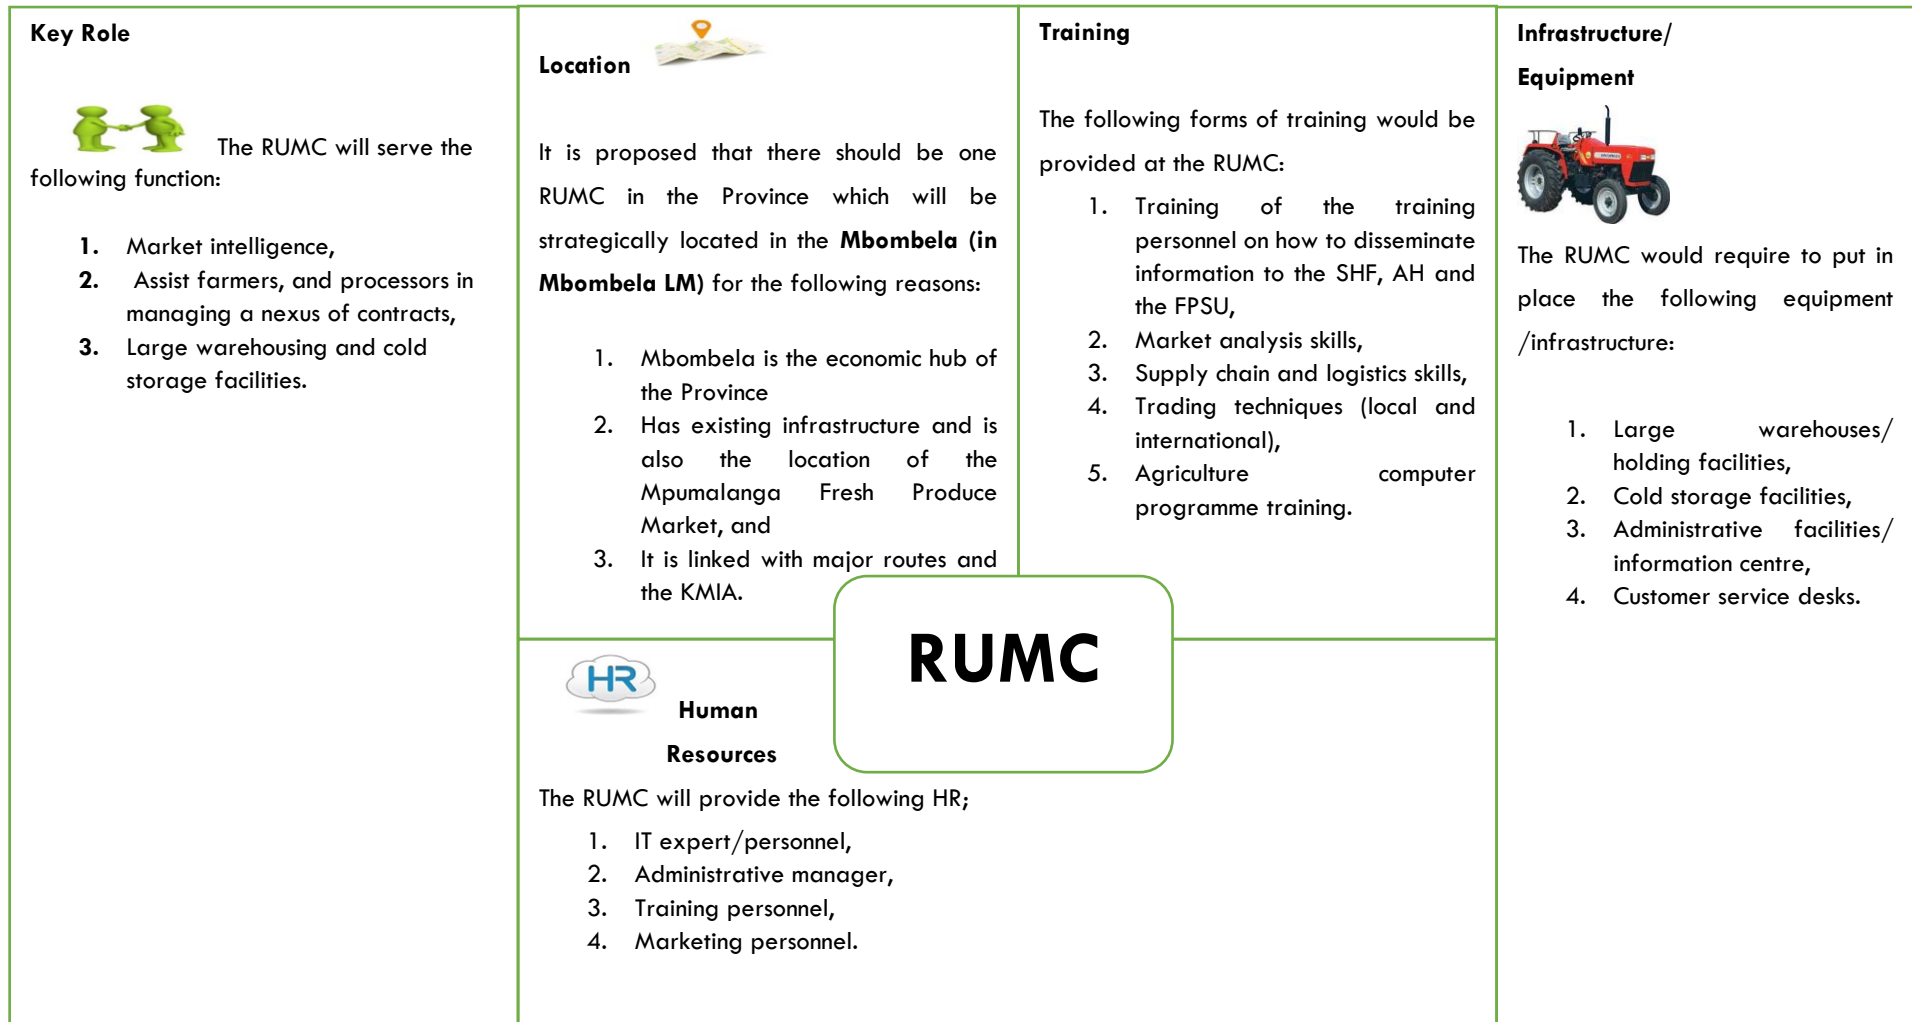 Key Role
The RUMC will serve the
following function:
1. Market intelligence,
2. Assist farmers, and processors in
managing a nexus of contracts,
3. Large warehousing and cold
storage facilities.
Location
It is proposed that there should be one
RUMC in the Province which will be
strategically located in the Mbombela (in
Mbombela LM) for the following reasons:
1. Mbombela is the economic hub of
the Province
2. Has existing infrastructure and is
also the location of the
Mpumalanga Fresh Produce
Market, and
3. It is linked with major routes and
the KMIA.
Training
The following forms of training would be
provided at the RUMC:
1. Training of the training
personnel on how to disseminate
information to the SHF, AH and
the FPSU,
2. Market analysis skills,
3. Supply chain and logistics skills,
4. Trading techniques (local and
international),
5. Agriculture computer
programme training.
Infrastructure/
Equipment
The RUMC would require to put in
place the following equipment
/infrastructure:
1. Large warehouses/
holding facilities,
2. Cold storage facilities,
3. Administrative facilities/
information centre,
4. Customer service desks.
RUMC
HR
Human
Resources
The RUMC will provide the following HR;
1. IT expert/personnel,
2. Administrative manager,
3. Training personnel,
4. Marketing personnel.